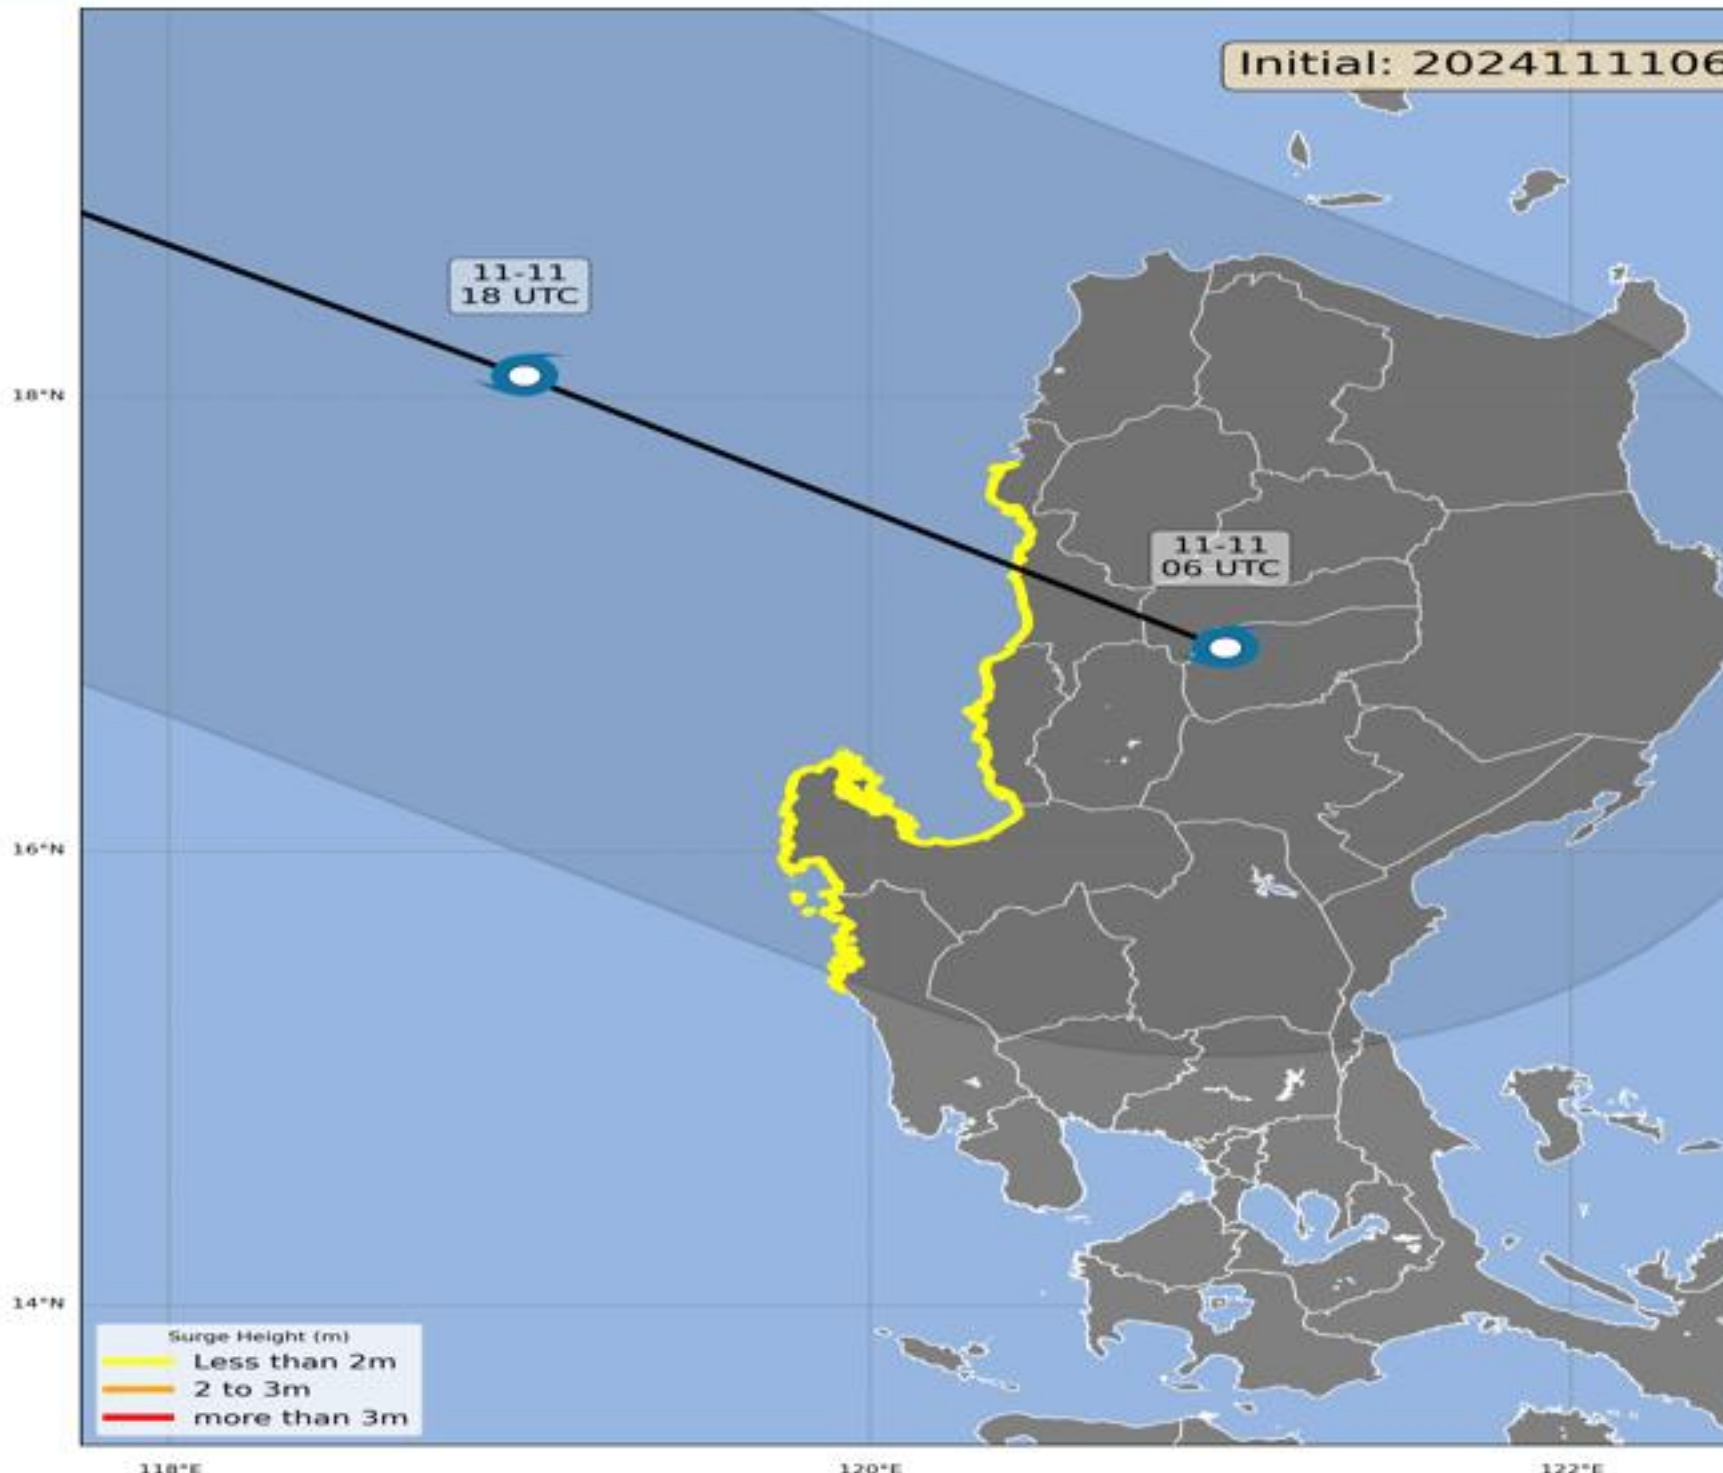 Initial: 2024111106
11-11
18 UTC
18°N
11-11
06 UTC
16°N
14°N
Surge Height (m)
Less than 2m
2 to 3m
more than 3m
118°E
120°E
122°E